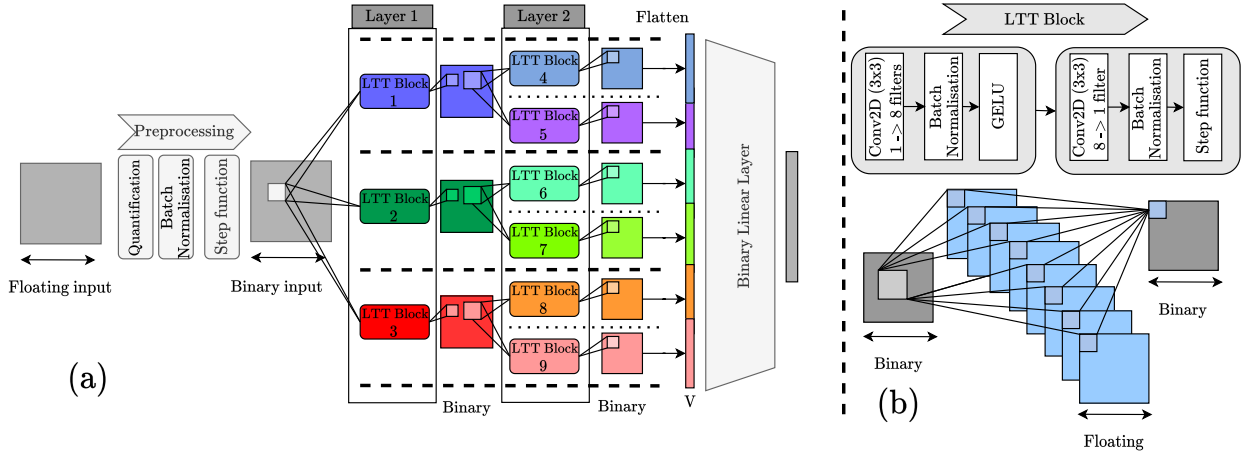 Layer 1
Layer 2
Flatten
Preprocessing
Quantification
Batch
Normalisation
Step function
Floating input
Binary input
LTT Block
1
LTT Block
2
LTT Block
3
Binary
LTT Block
4
LTT Block
5
LTT Block
6
LTT Block
7
LTT Block
8
LTT Block
9
Binary
V
Binary Linear Layer
(a)
LTT Block
Conv2D (3x3)
1 -> 8 filters
Batch
Normalisation
GELU
Conv2D (3x3)
8 -> 1 filter
Batch
Normalisation
Step function
Binary
Binary
Floating
(b)